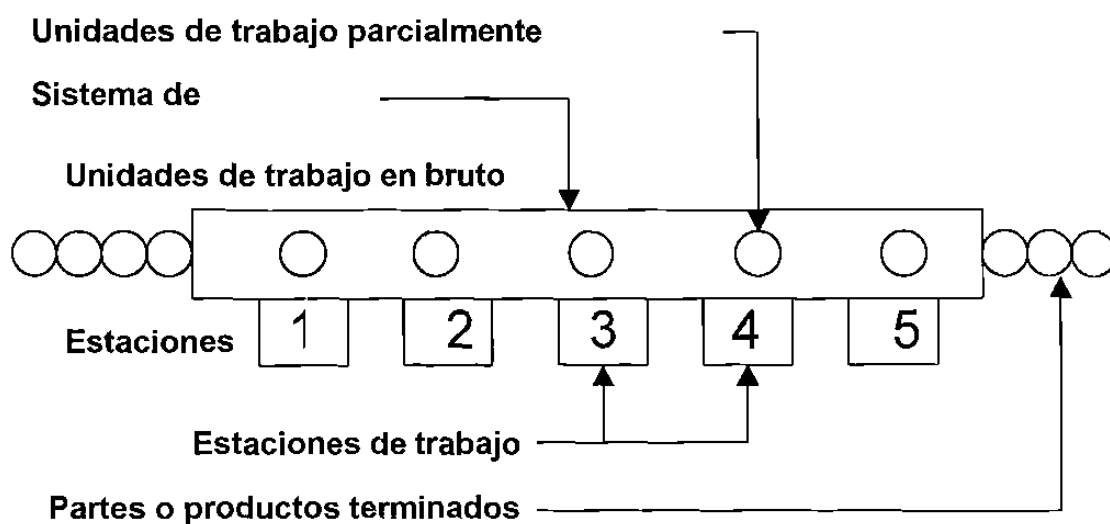 Unidades de trabajo parcialmente
Sistema de
Unidades de trabajo en bruto
1 2 3 4 5
Estaciones
Estaciones de trabajo
Partes o productos terminados